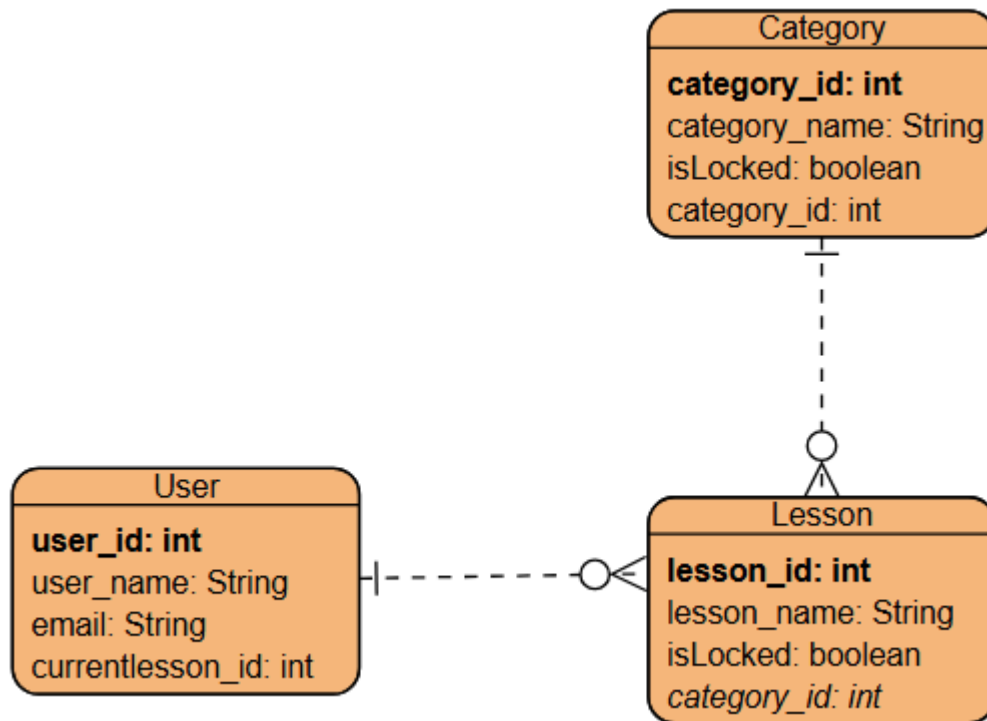 Category
category_id: int
category_name: String
isLocked: boolean
category_id: int
User
user_id: int
user_name: String
email: String
currentlesson_id: int
Lesson
lesson_id: int
lesson_name: String
isLocked: boolean
category_id: int